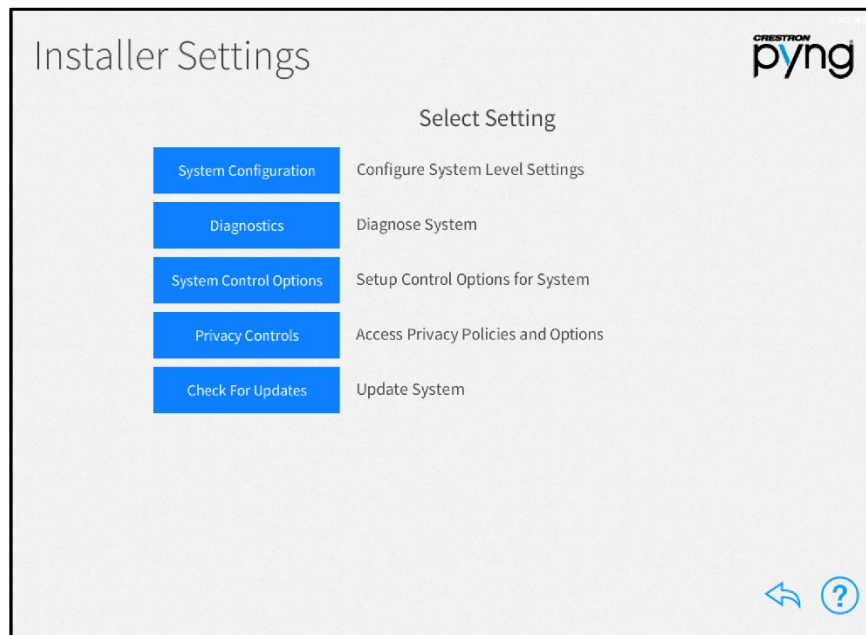 Installer Settings
CRESTRON
pyng
Select Setting
System Configuration
Configure System Level Settings
Diagnostics
Diagnose System
System Control Options
Setup Control Options for System
Privacy Controls
Access Privacy Policies and Options
Check For Updates
Update System
?